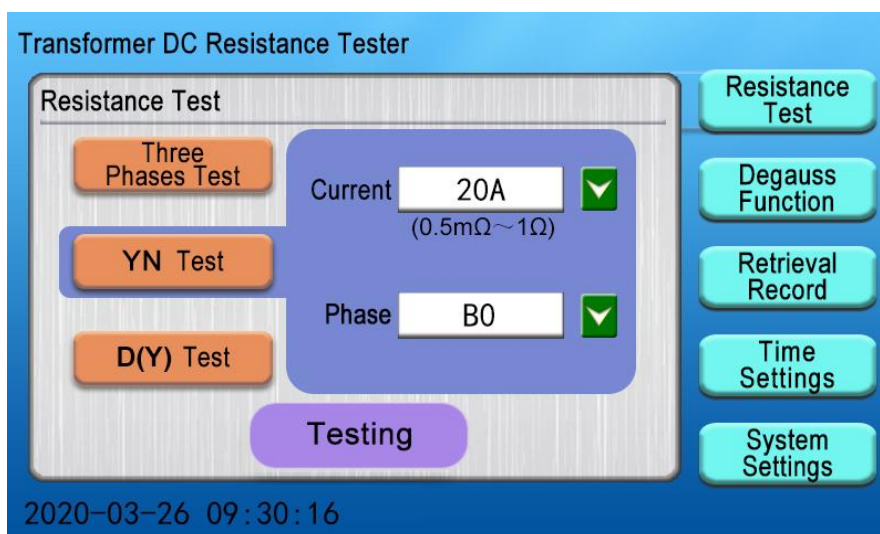 Transformer DC Resistance Tester
Resistance Test
Three
Phases Test
YN Test
D(Y) Test
Current
20A
(0.5mΩ～1Ω)
Phase
B0
Testing
Resistance
Test
Degauss
Function
Retrieval
Record
Time
Settings
System
Settings
2020-03-26 09:30:16